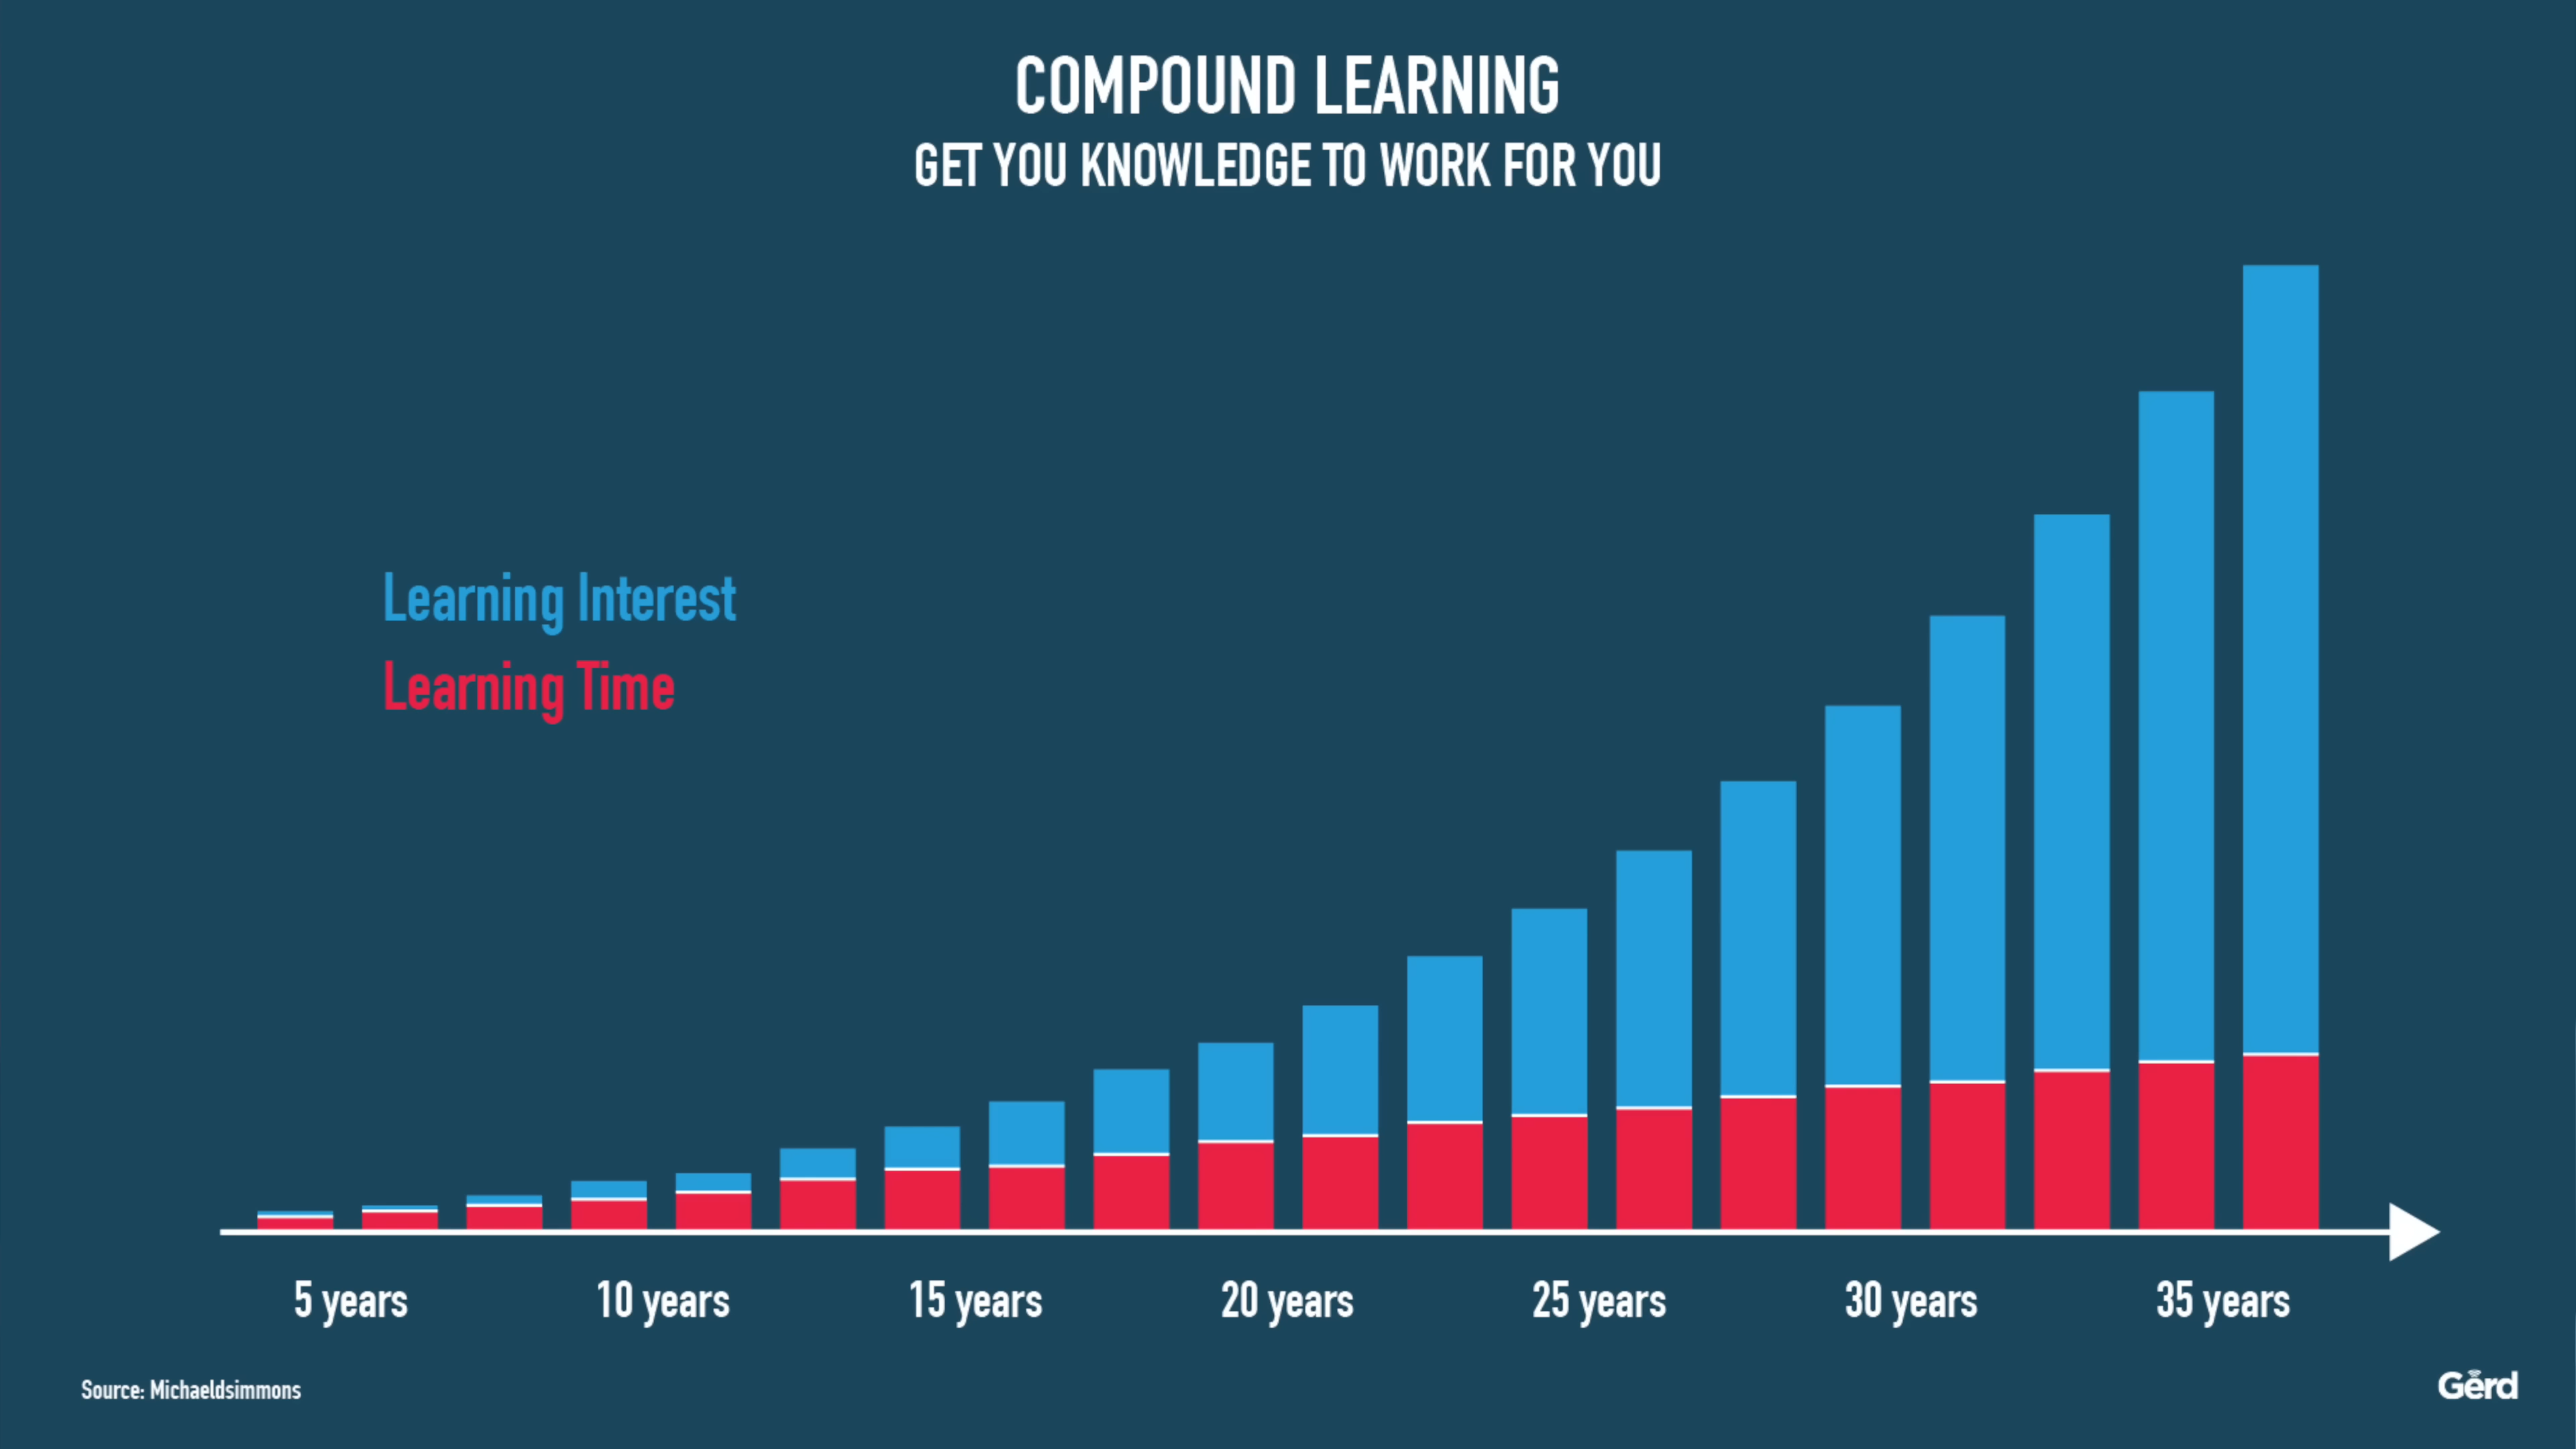 COMPOUND LEARNING
GET YOU KNOWLEDGE TO WORK FOR YOU
Learning Interest
Learning Time
5 years 10 years 15 years 20 years 25 years 30 years 35 years
Source: Michaeldsimmons
Gerd